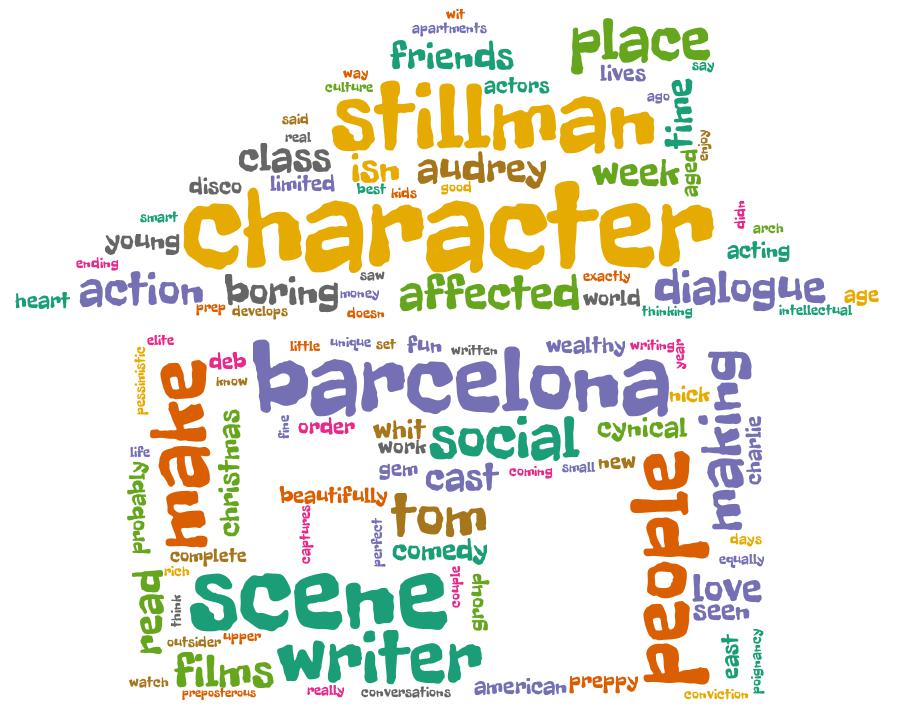 wit
apartments
friends
place
way
lives
say
culture
actors
ago
time
stillman
said
real
class
isn
audrey
week
aged
enjoy
disco
limited
best
kids
good
smart
character
didn
arch
young
acting
ending
action
boring
saw
affected
exactly
dialogue
heart
money
world
age
prep
develops
doesn
thinking
intellectual
elite
little
unique
set
fun
written
wealthy
writing
year
pessimistic
make
deb
know
barcelona
nick
making
fine
order
whit
work
social
cynical
charlie
christmas
life
gem
cast
coming
small
new
probably
beautifully
tom
people
captures
perfect
comedy
days
complete
equally
rich
read
think
scene
couple
group
love
seen
outsider
upper
writer
east
poignancy
films
watch
preposterous
really
conversations
american
preppy
conviction